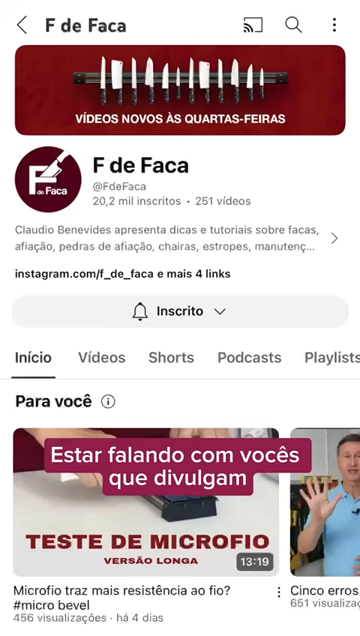 F de Faca
VÍDEOS NOVOS ÀS QUARTAS-FEIRAS
F de Faca
F de Faca
@FdeFaca
20,2 mil inscritos • 251 vídeos
Claudio Benevides apresenta dicas e tutoriais sobre facas,
afiação, pedras de afiação, chairas, estropes, manutenç...
instagram.com/f_de_faca e mais 4 links
Inscrito
Início Vídeos Shorts Podcasts Playlists
Para você
Estar falando com vocês
que divulgam
TESTE DE MICROFIO
VERSÃO LONGA
13:19
Microfio traz mais resistência ao fio?
#micro bevel
456 visualizações · há 4 dias
Cinco erros
651 visualizaç